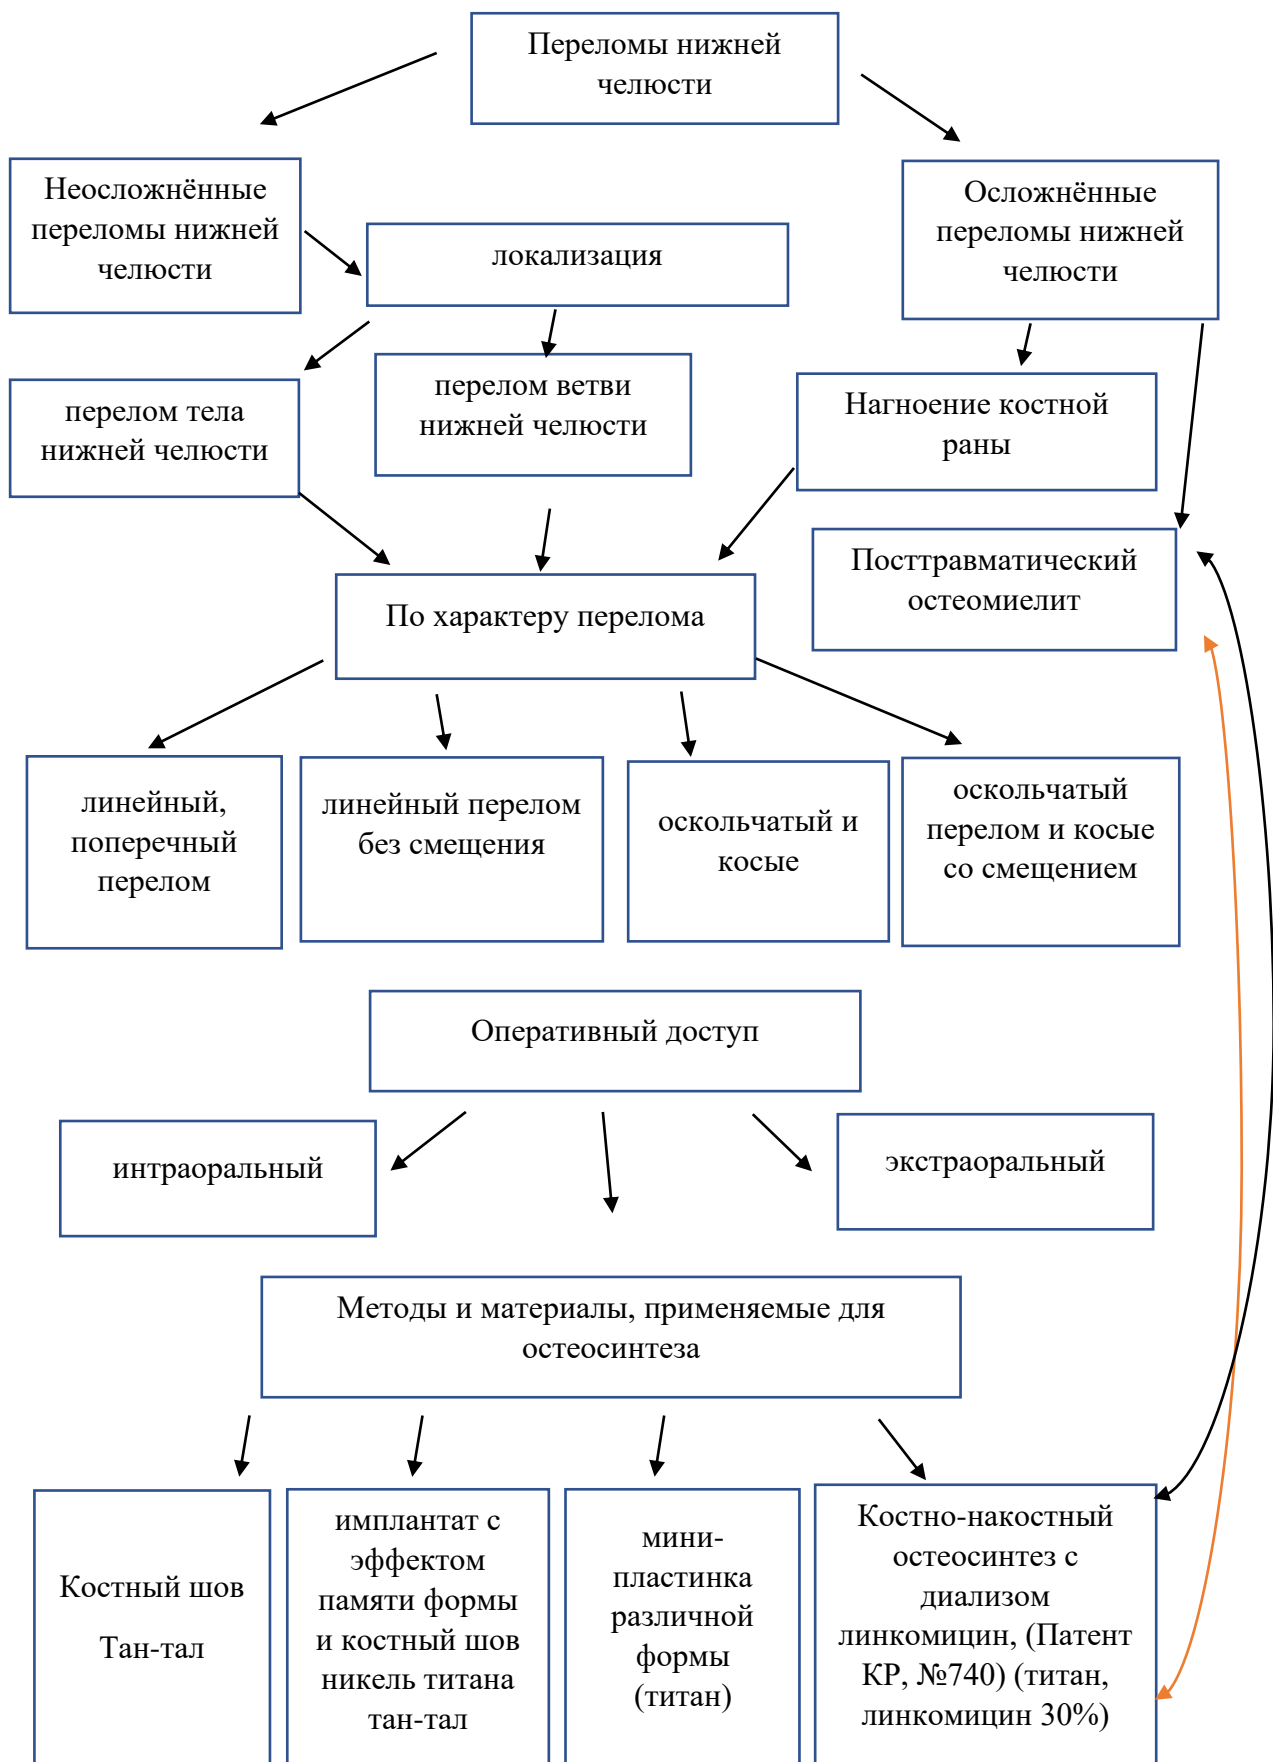 Переломы нижней
челюсти
Неосложнённые
переломы нижней
челюсти
Осложнённые
переломы нижней
челюсти
локализация
перелом тела
нижней челюсти
перелом ветви
нижней челюсти
Нагноение костной
раны
Посттравматический
остеомиелит
По характеру перелома
линейный,
поперечный
перелом
линейный перелом
без смещения
оскольчатый и
косые
оскольчатый
перелом и косые
со смещением
Оперативный доступ
интраоральный
экстраоральный
Методы и материалы, применяемые для
остеосинтеза
Костный шов
Тан-тал
имплантат с
эффектом
памяти формы
и костный шов
никель титана
тан-тал
мини-
пластинка
различной
формы
(титан)
Костно-накостный
остеосинтез с
диализом
линкомицин, (Патент
КР, №740) (титан,
линкомицин 30%)